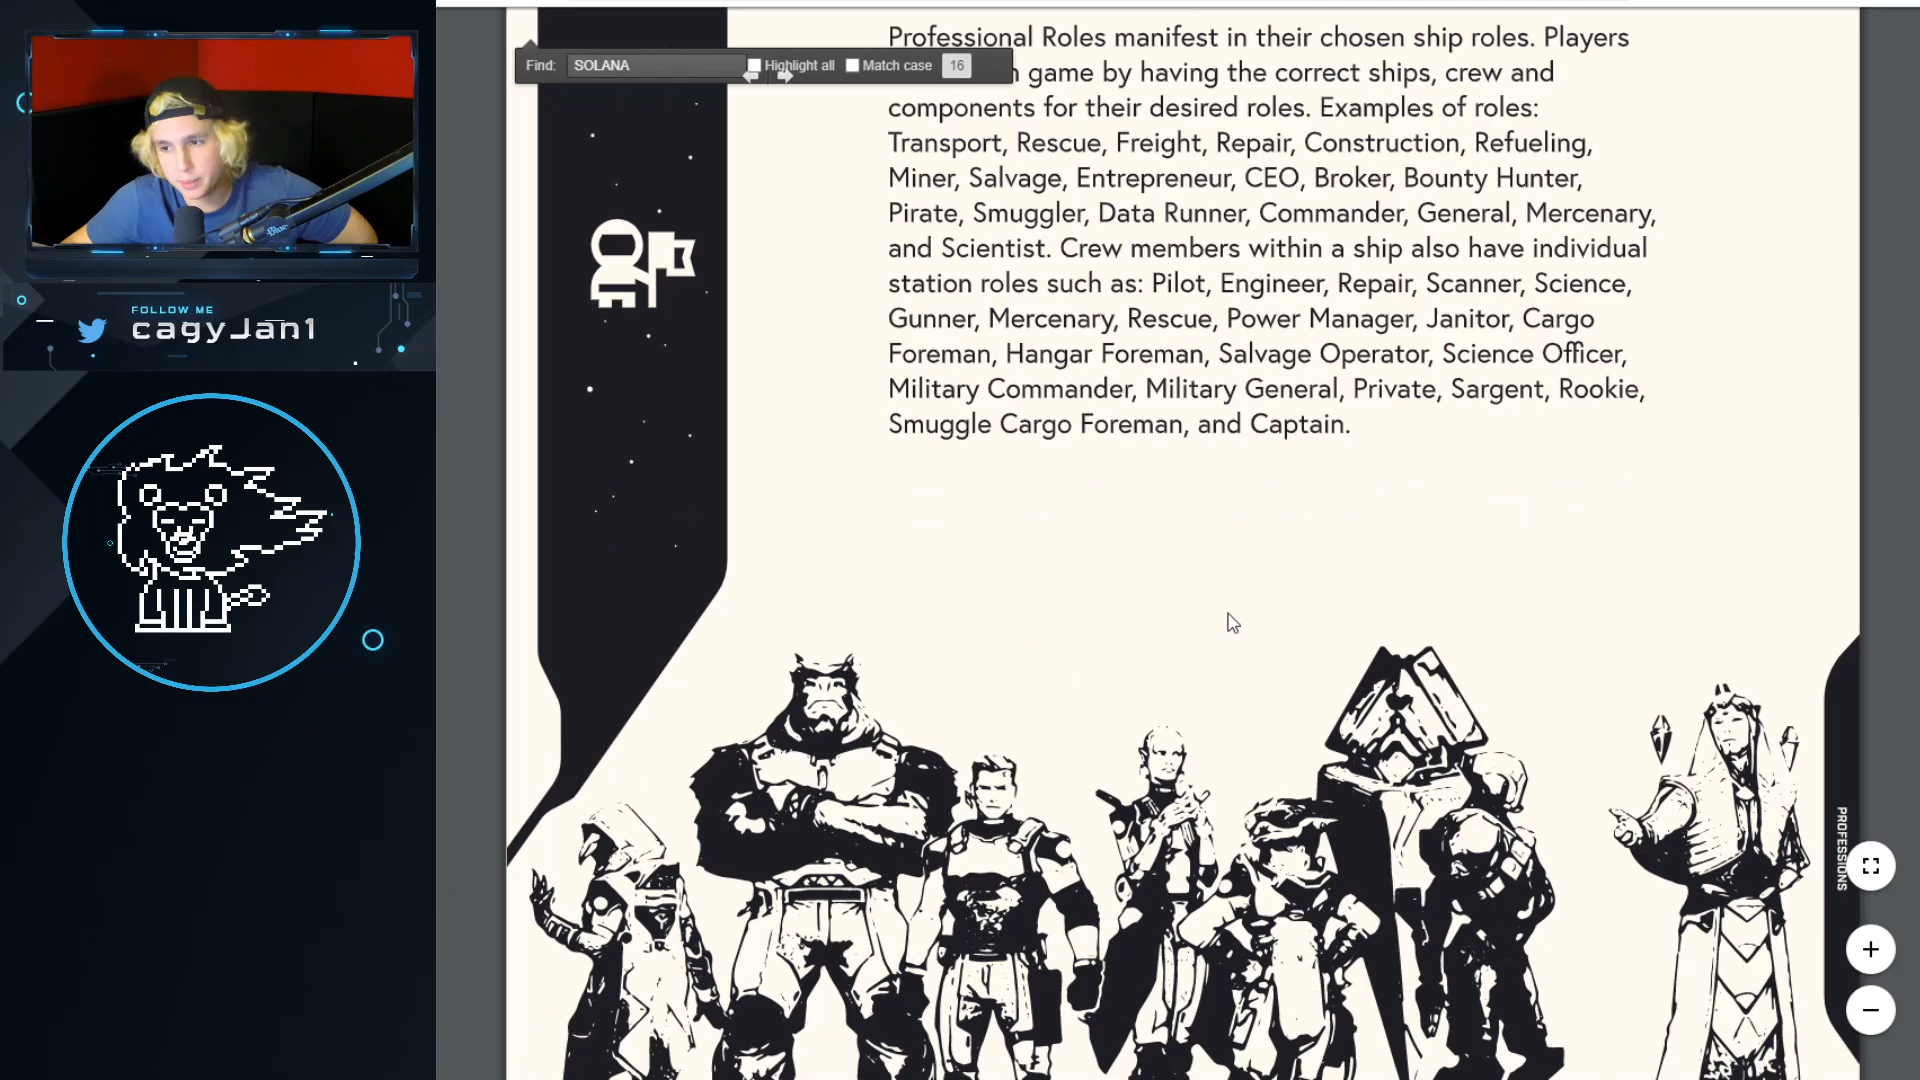 FOLLOW ME
cagyJan1
Find:
SOLANA
Highlight all
Match case
16
Professional Roles manifest in their chosen ship roles. Players
game by having the correct ships, crew and
components for their desired roles. Examples of roles:
Transport, Rescue, Freight, Repair, Construction, Refueling,
Miner, Salvage, Entrepreneur, CEO, Broker, Bounty Hunter,
Pirate, Smuggler, Data Runner, Commander, General, Mercenary,
and Scientist. Crew members within a ship also have individual
station roles such as: Pilot, Engineer, Repair, Scanner, Science,
Gunner, Mercenary, Rescue, Power Manager, Janitor, Cargo
Foreman, Hangar Foreman, Salvage Operator, Science Officer,
Military Commander, Military General, Private, Sargent, Rookie,
Smuggle Cargo Foreman, and Captain.
PROFESSIONS